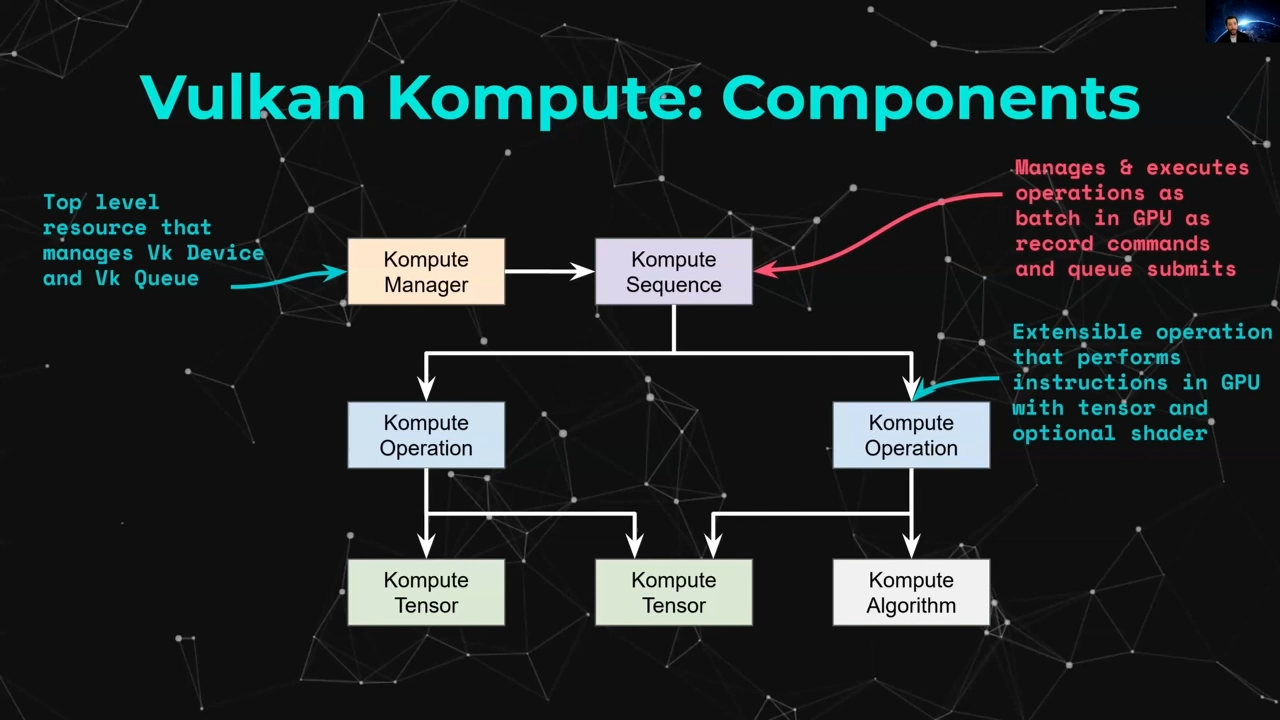 Vulkan Kompute: Components
Top level
resource that
manages Vk Device
and Vk Queue
Kompute
Manager
Kompute
Sequence
Manages & executes
operations as
batch in GPU as
record commands
and queue submits
Extensible operation
that performs
instructions in GPU
with tensor and
optional shader
Kompute
Operation
Kompute
Operation
Kompute
Tensor
Kompute
Tensor
Kompute
Algorithm